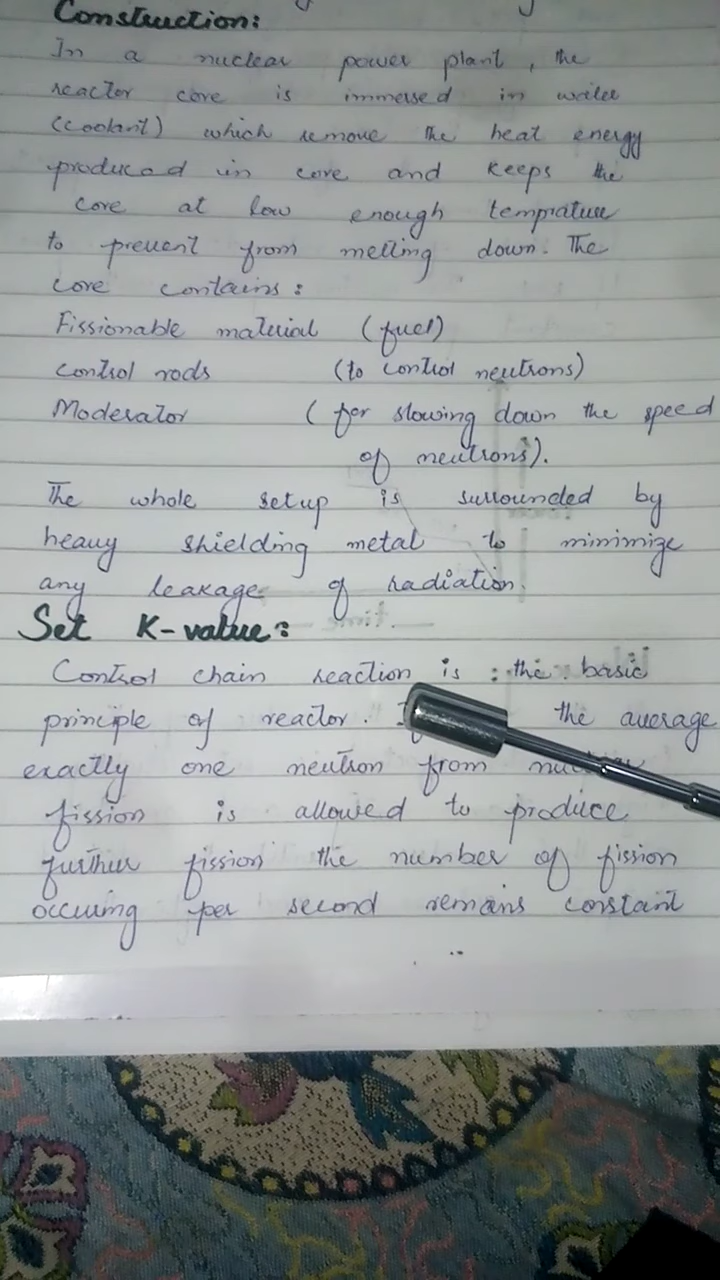 Construction:
In a nuclear power plant, the
reactor core is immersed in water
(coolant) which remove the heat energy
produced in core and keeps the
core at low enough temprature
to prevent from melting down. The
core contains:
Fissionable material (fuel)
Control rods (to control neutrons)
Moderator (for slowing down the speed
of neutrons).
The whole setup is surrounded by
heavy shielding metal to minimize
any leakage of radiation.
Set K-value:
Control chain reaction is the basic
principle of reactor. the average
exactly one neutron from
fission is allowed to produce
further fission the number of fission
occuring per second remains constant